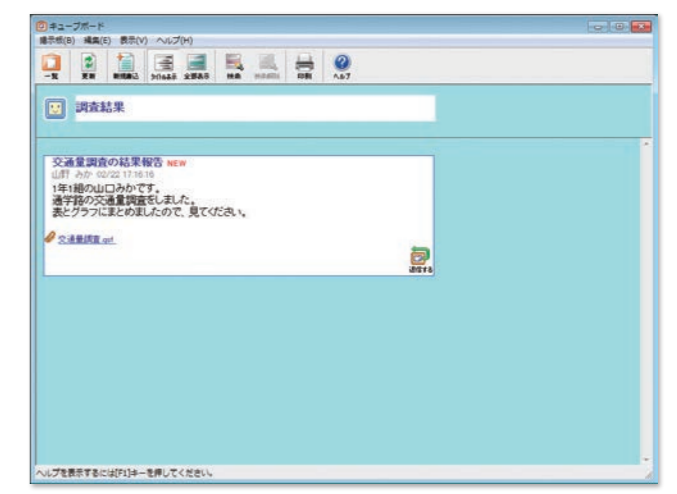 キューブボード
掲示板(B) 編集(E) 表示(V) ヘルプ(H)
一覧 更新 新規書込 タイトル表示 全部表示 検索 印刷 ヘルプ
調査結果
交通量調査の結果報告 NEW
山野 みか 02/22 17:16:16
1年1組の山口みかです。
通学路の交通量調査をしました。
表とグラフにまとめましたので、見てください。
交通量調査
返信する
ヘルプを表示するには[F1]キーを押してください。